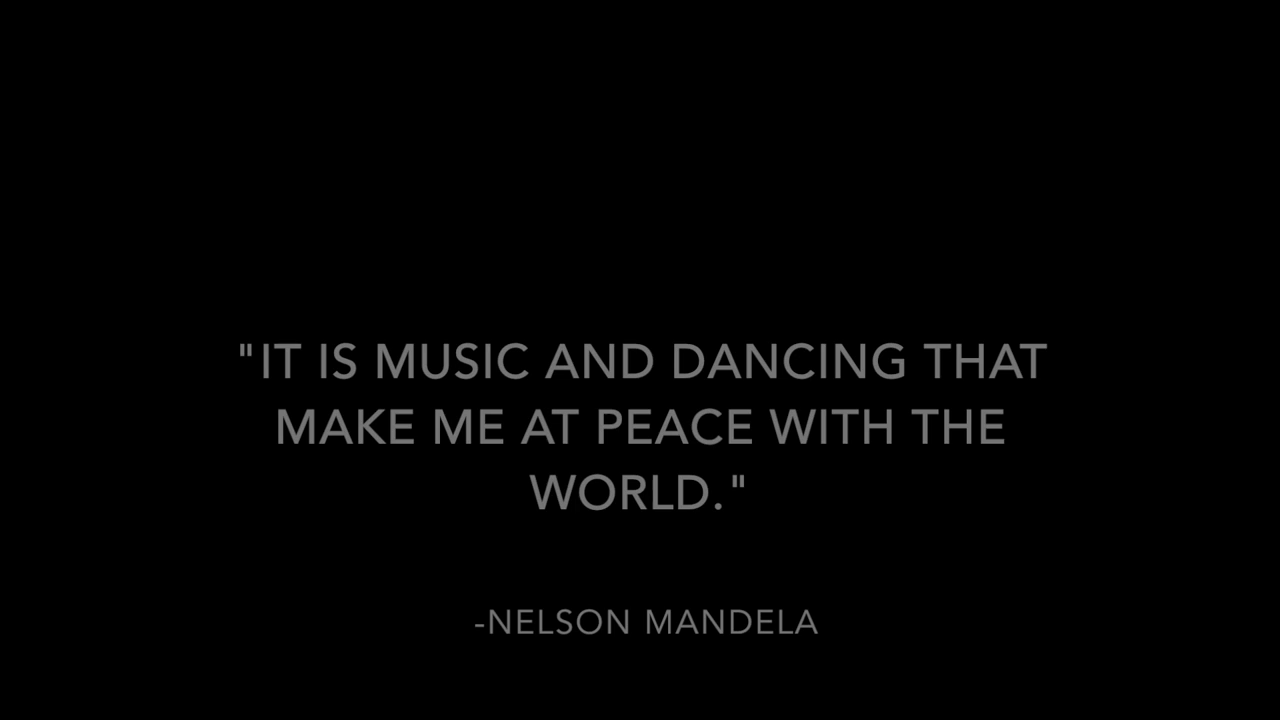 "IT IS MUSIC AND DANCING THAT
MAKE ME AT PEACE WITH THE
WORLD."
-NELSON MANDELA